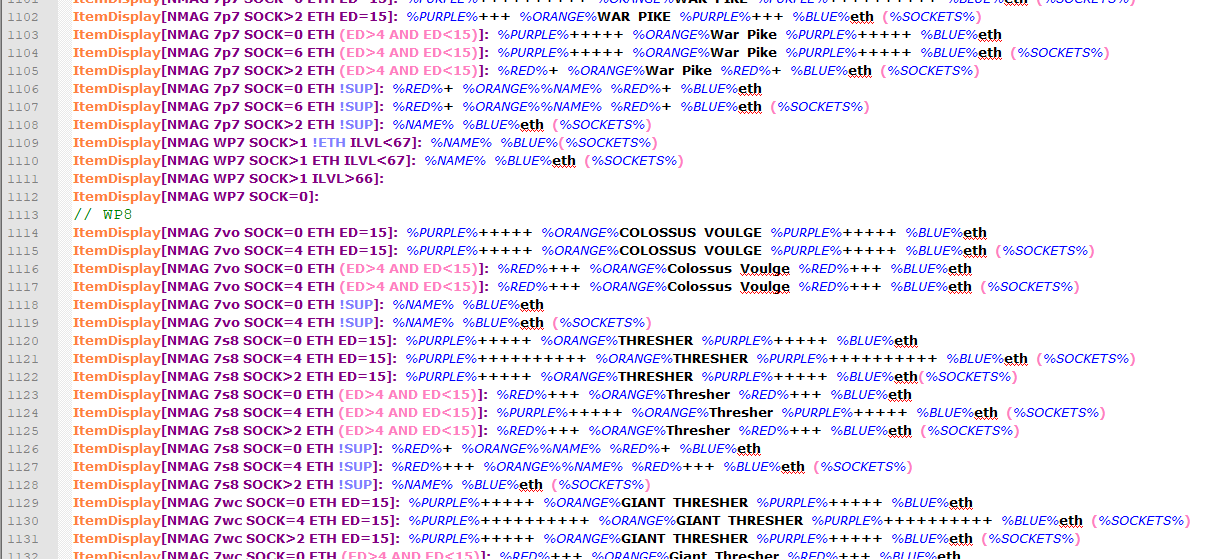 1102 ItemDisplay[NMAG 7p7 SOCK>2 ETH ED=15]: %PURPLE%+++ %ORANGE%WAR PIKE %PURPLE%+++ %BLUE%eth (%SOCKETS%)
1103 ItemDisplay[NMAG 7p7 SOCK=0 ETH (ED>4 AND ED<15)]: %PURPLE%+++++ %ORANGE%War Pike %PURPLE%+++++ %BLUE%eth
1104 ItemDisplay[NMAG 7p7 SOCK=6 ETH (ED>4 AND ED<15)]: %PURPLE%+++++ %ORANGE%War Pike %PURPLE%+++++ %BLUE%eth (%SOCKETS%)
1105 ItemDisplay[NMAG 7p7 SOCK>2 ETH (ED>4 AND ED<15)]: %RED%+ %ORANGE%War Pike %RED%+ %BLUE%eth (%SOCKETS%)
1106 ItemDisplay[NMAG 7p7 SOCK=0 ETH !SUP]: %RED%+ %ORANGE%%NAME% %RED%+ %BLUE%eth
1107 ItemDisplay[NMAG 7p7 SOCK=6 ETH !SUP]: %RED%+ %ORANGE%%NAME% %RED%+ %BLUE%eth (%SOCKETS%)
1108 ItemDisplay[NMAG 7p7 SOCK>2 ETH !SUP]: %NAME% %BLUE%eth (%SOCKETS%)
1109 ItemDisplay[NMAG WP7 SOCK>1 !ETH ILVL<67]: %NAME% %BLUE%(%SOCKETS%)
1110 ItemDisplay[NMAG WP7 SOCK>1 ETH ILVL<67]: %NAME% %BLUE%eth (%SOCKETS%)
1111 ItemDisplay[NMAG WP7 SOCK>1 ILVL>66]:
1112 ItemDisplay[NMAG WP7 SOCK=0]:
1113 // WP8
1114 ItemDisplay[NMAG 7vo SOCK=0 ETH ED=15]: %PURPLE%+++++ %ORANGE%COLOSSUS VOULGE %PURPLE%+++++ %BLUE%eth
1115 ItemDisplay[NMAG 7vo SOCK=4 ETH ED=15]: %PURPLE%+++++ %ORANGE%COLOSSUS VOULGE %PURPLE%+++++ %BLUE%eth (%SOCKETS%)
1116 ItemDisplay[NMAG 7vo SOCK=0 ETH (ED>4 AND ED<15)]: %RED%+++ %ORANGE%Colossus Voulge %RED%+++ %BLUE%eth
1117 ItemDisplay[NMAG 7vo SOCK=4 ETH (ED>4 AND ED<15)]: %RED%+++ %ORANGE%Colossus Voulge %RED%+++ %BLUE%eth (%SOCKETS%)
1118 ItemDisplay[NMAG 7vo SOCK=0 ETH !SUP]: %NAME% %BLUE%eth
1119 ItemDisplay[NMAG 7vo SOCK=4 ETH !SUP]: %NAME% %BLUE%eth (%SOCKETS%)
1120 ItemDisplay[NMAG 7s8 SOCK=0 ETH ED=15]: %PURPLE%+++++ %ORANGE%THRESHER %PURPLE%+++++ %BLUE%eth
1121 ItemDisplay[NMAG 7s8 SOCK=4 ETH ED=15]: %PURPLE%++++++++++ %ORANGE%THRESHER %PURPLE%++++++++++ %BLUE%eth (%SOCKETS%)
1122 ItemDisplay[NMAG 7s8 SOCK>2 ETH ED=15]: %PURPLE%+++++ %ORANGE%THRESHER %PURPLE%+++++ %BLUE%eth(%SOCKETS%)
1123 ItemDisplay[NMAG 7s8 SOCK=0 ETH (ED>4 AND ED<15)]: %RED%+++ %ORANGE%Thresher %RED%+++ %BLUE%eth
1124 ItemDisplay[NMAG 7s8 SOCK=4 ETH (ED>4 AND ED<15)]: %PURPLE%+++++ %ORANGE%Thresher %PURPLE%+++++ %BLUE%eth (%SOCKETS%)
1125 ItemDisplay[NMAG 7s8 SOCK>2 ETH (ED>4 AND ED<15)]: %RED%+++ %ORANGE%Thresher %RED%+++ %BLUE%eth (%SOCKETS%)
1126 ItemDisplay[NMAG 7s8 SOCK=0 ETH !SUP]: %RED%+ %ORANGE%%NAME% %RED%+ %BLUE%eth
1127 ItemDisplay[NMAG 7s8 SOCK=4 ETH !SUP]: %RED%+++ %ORANGE%%NAME% %RED%+++ %BLUE%eth (%SOCKETS%)
1128 ItemDisplay[NMAG 7s8 SOCK>2 ETH !SUP]: %NAME% %BLUE%eth (%SOCKETS%)
1129 ItemDisplay[NMAG 7wc SOCK=0 ETH ED=15]: %PURPLE%+++++ %ORANGE%GIANT THRESHER %PURPLE%+++++ %BLUE%eth
1130 ItemDisplay[NMAG 7wc SOCK=4 ETH ED=15]: %PURPLE%++++++++++ %ORANGE%GIANT THRESHER %PURPLE%++++++++++ %BLUE%eth (%SOCKETS%)
1131 ItemDisplay[NMAG 7wc SOCK>2 ETH ED=15]: %PURPLE%+++++ %ORANGE%GIANT THRESHER %PURPLE%+++++ %BLUE%eth (%SOCKETS%)
1132 ItemDisplay[NMAG 7wc SOCK=0 ETH (ED>4 AND ED<15)]: %RED%+++ %ORANGE%Giant Thresher %RED%+++ %BLUE%eth